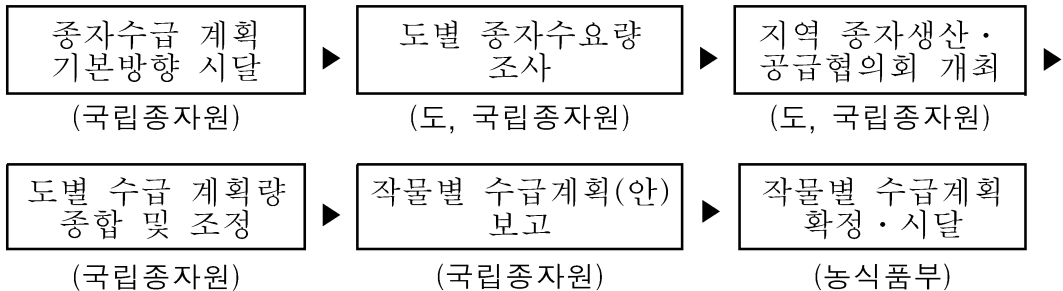 종자수급 계획
기본방향 시달
▶
도별 종자수요량
조사
▶
지역 종자생산·
공급협의회 개최
▶
(국립종자원)
(도, 국립종자원)
(도, 국립종자원)
도별 수급 계획량
종합 및 조정
▶
작물별 수급계획(안)
보고
▶
작물별 수급계획
확정·시달
(국립종자원)
(국립종자원)
(농식품부)